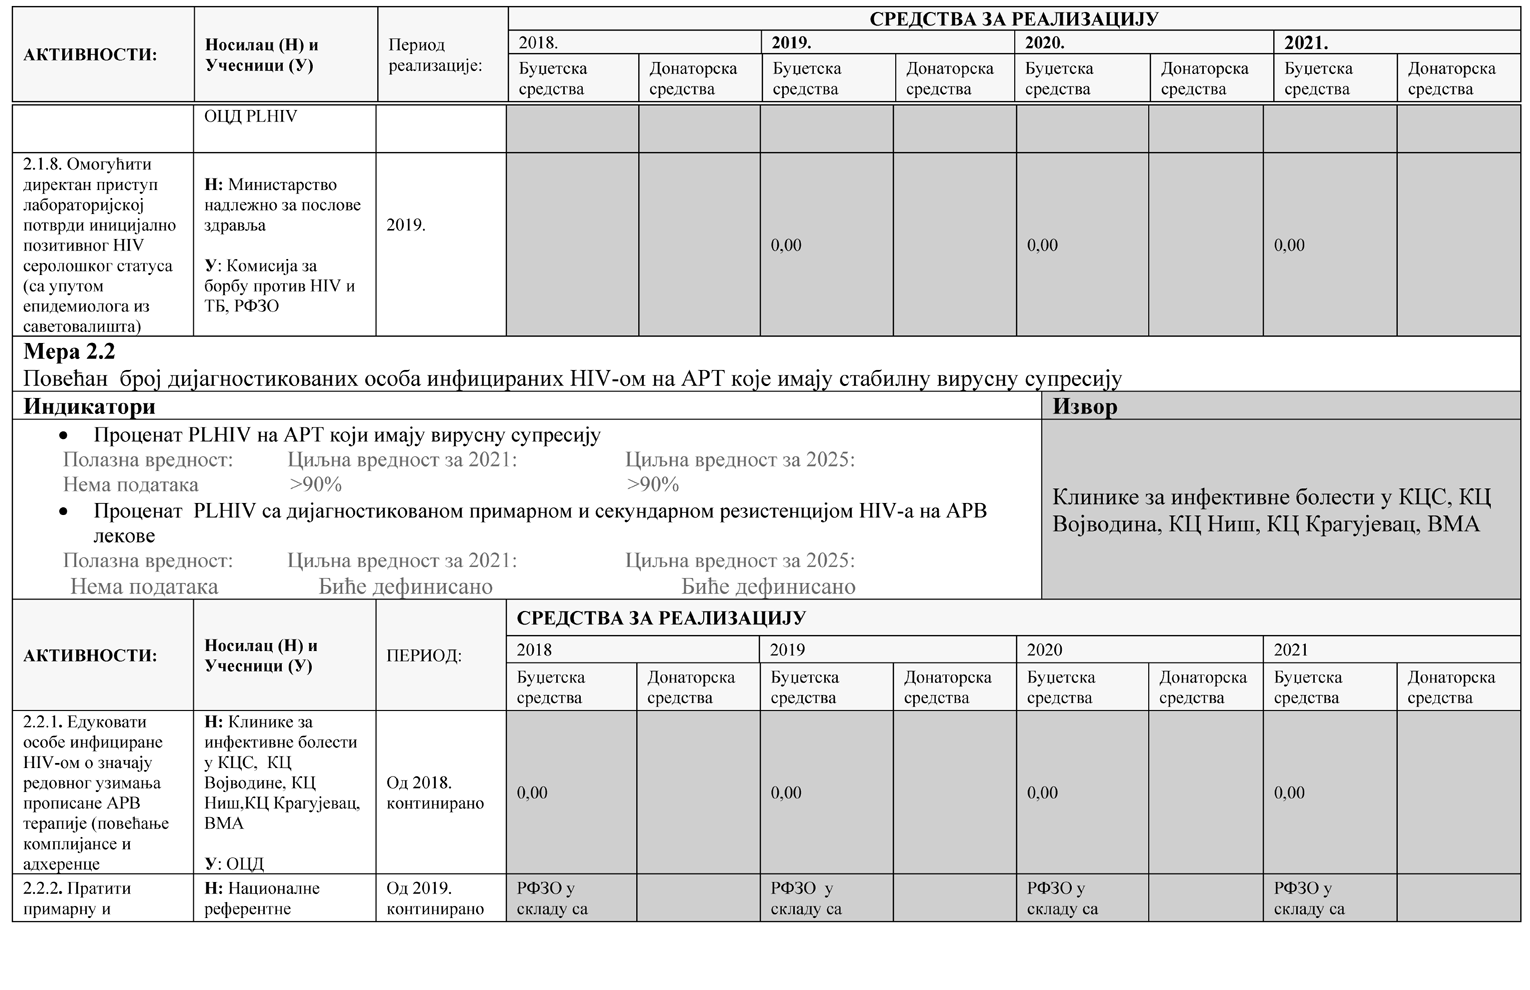 АКТИВНОСТИ:
Носилац (Н) и
Учесници (У)
Период
реализације:
СРЕДСТВА ЗА РЕАЛИЗАЦИЈУ
2018.
2019.
2020.
2021.
Буџетска
средства
Донаторска
средства
Буџетска
средства
Донаторска
средства
Буџетска
средства
Донаторска
средства
Буџетска
средства
Донаторска
средства
ОЦД PLHIV
2.1.8. Омогућити
директан приступ
лабораторијској
потврди иницијално
позитивног HIV
серолошког статуса
(са упутом
епидемиолога из
саветовалишта)
Н: Министарство
надлежно за послове
здравља
У: Комисија за
борбу против HIV и
ТБ, РФЗО
2019.
0,00
0,00
0,00
Мера 2.2
Повећан  број дијагностикованих особа инфицираних HIV-ом на АРТ које имају стабилну вирусну супресију
Индикатори
Извор
• Проценат PLHIV на АРТ који имају вирусну супресију
Полазна вредност: Циљна вредност за 2021: Циљна вредност за 2025:
Нема података >90% >90%
• Проценат  PLHIV са дијагностикованом примарном и секундарном резистенцијом HIV-а на АРВ
лекове
Полазна вредност: Циљна вредност за 2021: Циљна вредност за 2025:
Нема података Биће дефинисано Биће дефинисано
Клинике за инфективне болести у КЦС, КЦ
Војводина, КЦ Ниш, КЦ Крагујевац, ВМА
АКТИВНОСТИ:
Носилац (Н) и
Учесници (У)
ПЕРИОД:
СРЕДСТВА ЗА РЕАЛИЗАЦИЈУ
2018
2019
2020
2021
Буџетска
средства
Донаторска
средства
Буџетска
средства
Донаторска
средства
Буџетска
средства
Донаторска
средства
Буџетска
средства
Донаторска
средства
2.2.1. Едуковати
особе инфициране
HIV-ом о значају
редовног узимања
прописане АРВ
терапије (повећање
комплијансе и
адхеренце
Н: Клинике за
инфективне болести
у КЦС,  КЦ
Војводине, КЦ
Ниш,КЦ Крагујевац,
ВМА
У: ОЦД
Од 2018.
континирано
0,00
0,00
0,00
0,00
2.2.2. Пратити
примарну и
Н: Националне
референтне
Од 2019.
континирано
РФЗО у
складу са
РФЗО  у
складу са
РФЗО у
складу са
РФЗО у
складу са